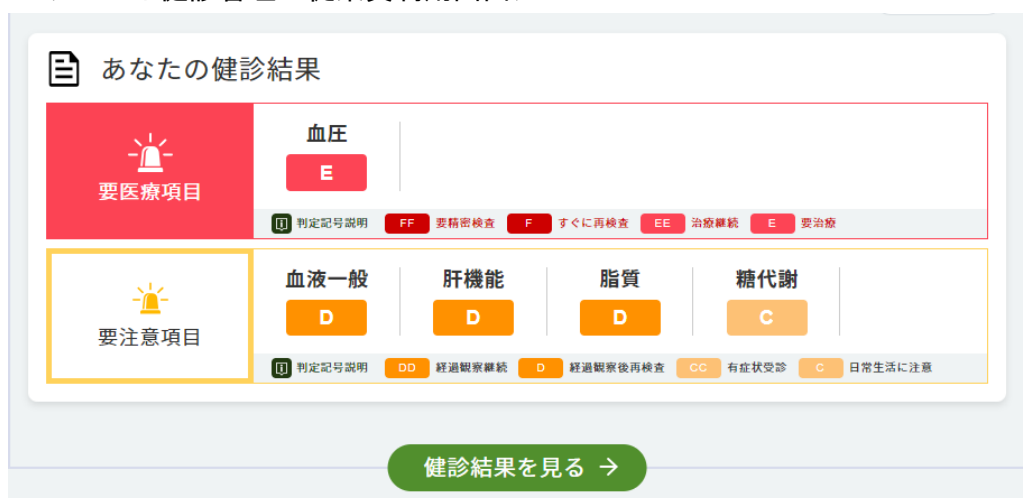 あなたの健診結果
要医療項目
血圧
E
判定記号説明 FF 要精密検査 F すぐに再検査 EE 治療継続 E 要治療
要注意項目
血液一般 肝機能 脂質 糖代謝
D D D C
判定記号説明 DD 経過観察継続 D 経過観察後再検査 CC 有症状受診 C 日常生活に注意
健診結果を見る →